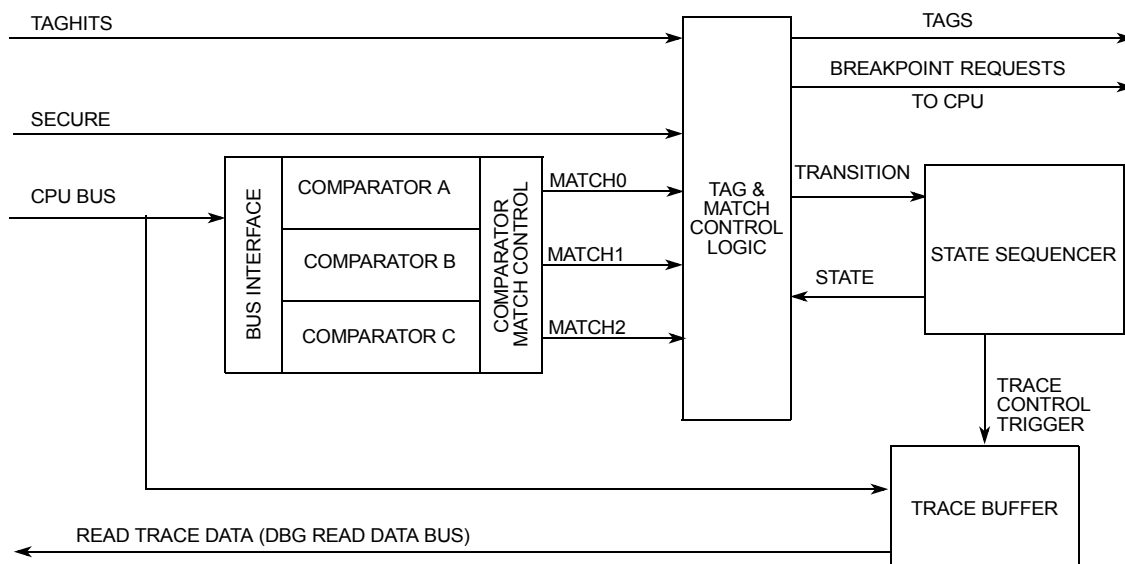 TAGHITS
TAGS
BREAKPOINT REQUESTS
TO CPU
SECURE
CPU BUS
BUS INTERFACE
COMPARATOR A
COMPARATOR B
COMPARATOR C
COMPARATOR
MATCH CONTROL
MATCH0
MATCH1
MATCH2
TAG &
MATCH
CONTROL
LOGIC
TRANSITION
STATE
STATE SEQUENCER
TRACE
CONTROL
TRIGGER
TRACE BUFFER
READ TRACE DATA (DBG READ DATA BUS)